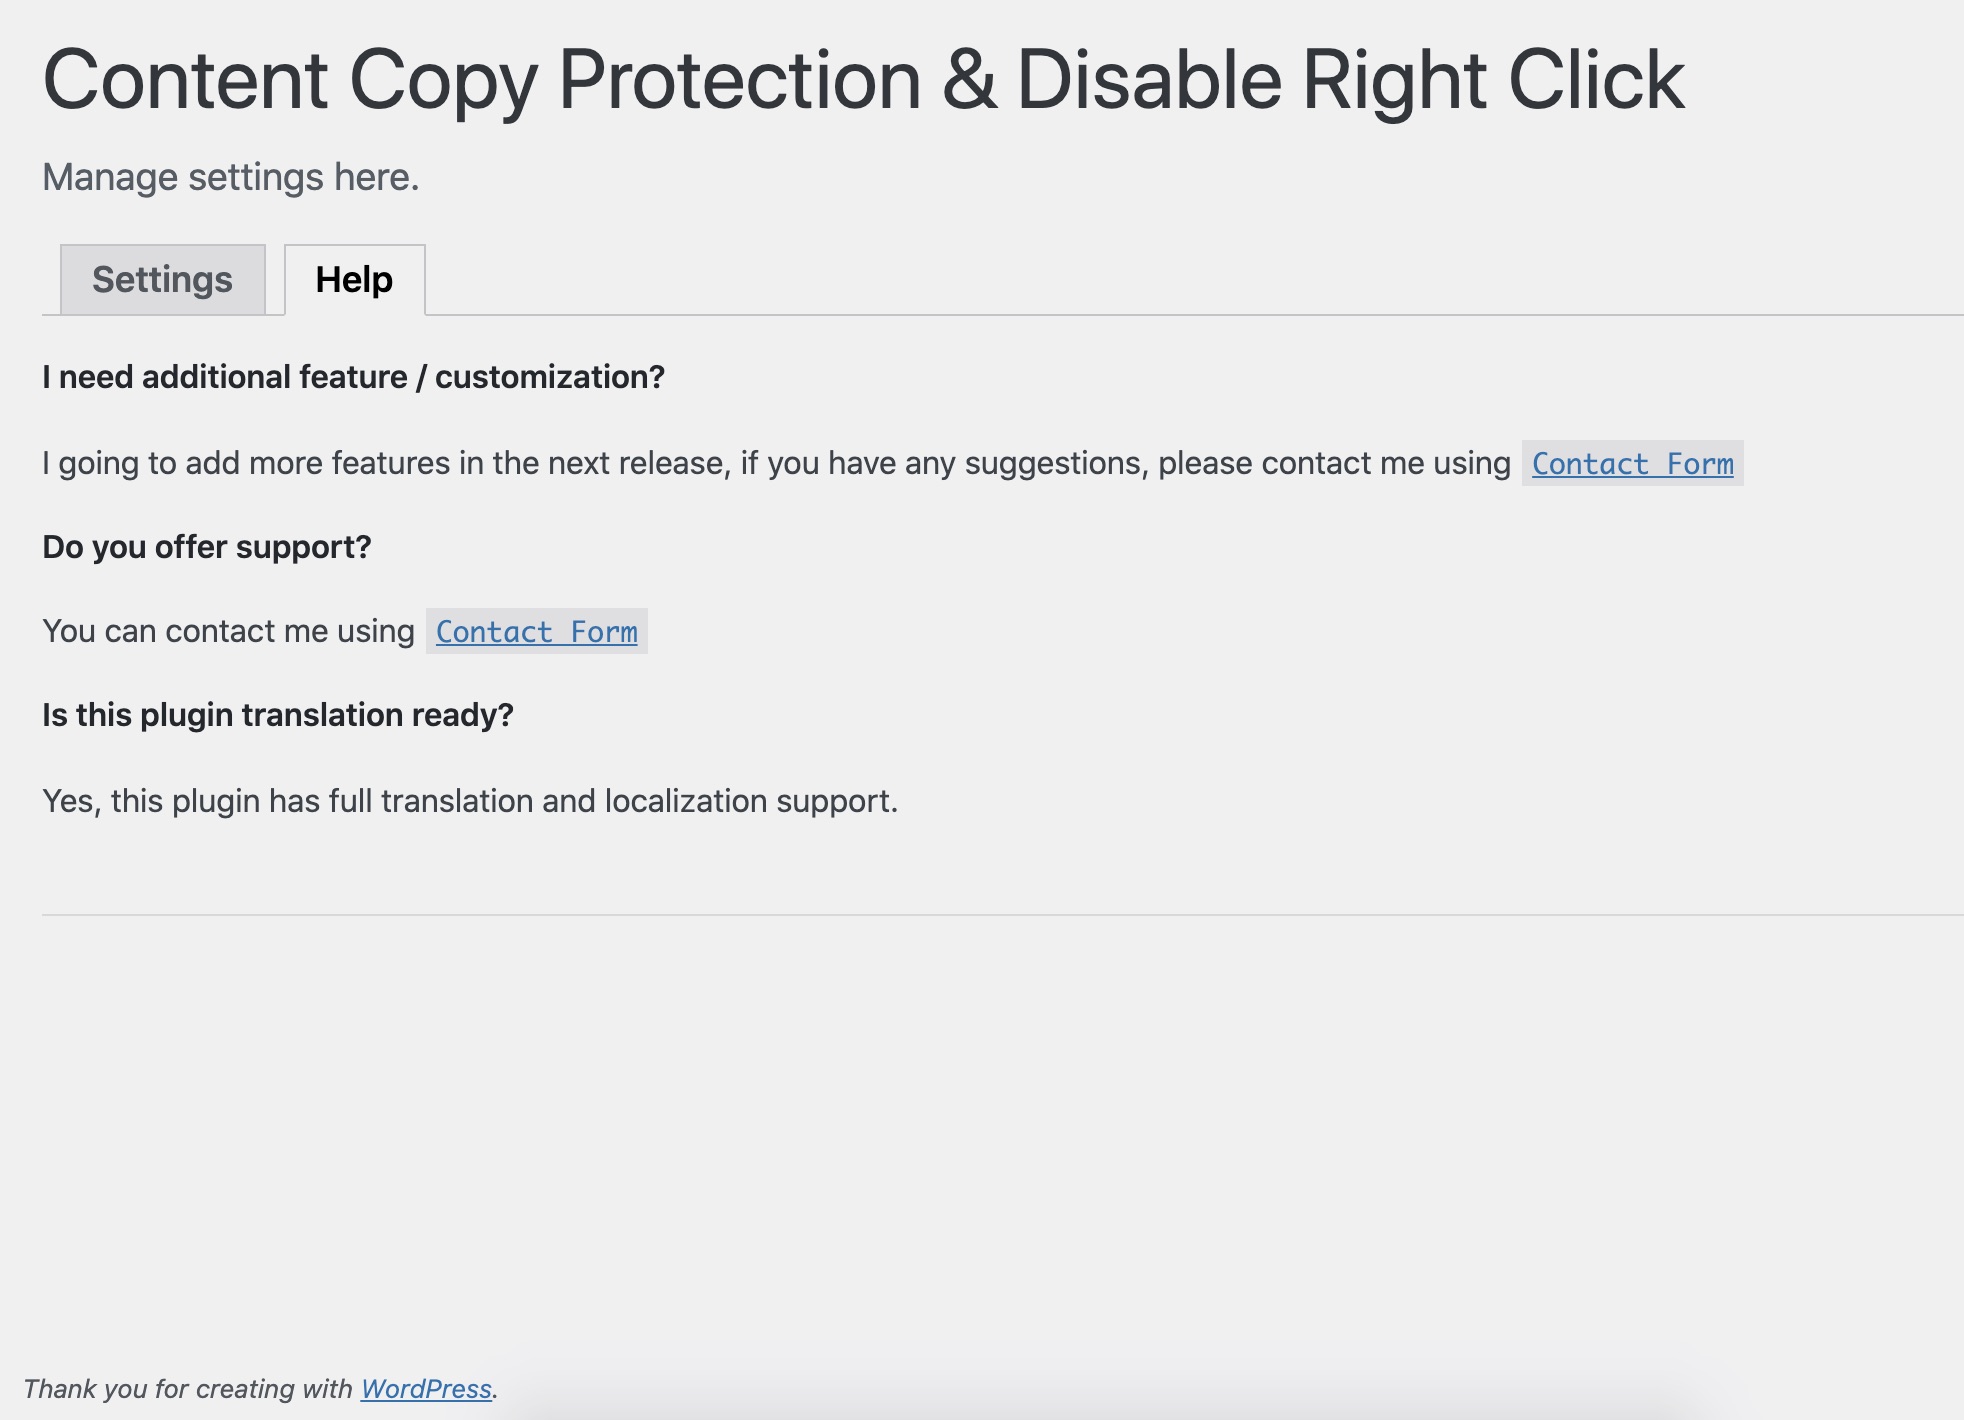 Content Copy Protection & Disable Right Click
Manage settings here.
Settings Help
I need additional feature / customization?
I going to add more features in the next release, if you have any suggestions, please contact me using Contact Form
Do you offer support?
You can contact me using Contact Form
Is this plugin translation ready?
Yes, this plugin has full translation and localization support.
Thank you for creating with WordPress.